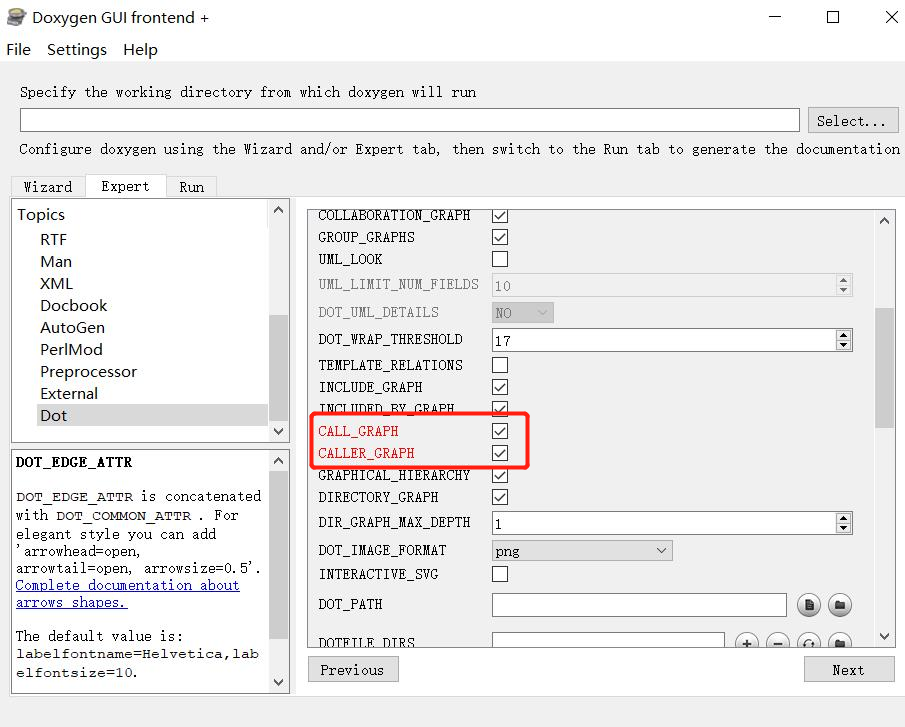 Doxygen GUI frontend +
File Settings Help
Specify the working directory from which doxygen will run
Select...
Configure doxygen using the Wizard and/or Expert tab, then switch to the Run tab to generate the documentation
Wizard Expert Run
Topics
RTF
Man
XML
Docbook
AutoGen
PerlMod
Preprocessor
External
Dot
DOT_EDGE_ATTR
DOT_EDGE_ATTR is concatenated
with DOT_COMMON_ATTR . For
elegant style you can add
'arrowhead=open,
arrowtail=open, arrowsize=0.5'.
Complete documentation about
arrows shapes.
The default value is:
labelfontname=Helvetica,lab
elfontsize=10.
COLLABORATION_GRAPH
GROUP_GRAPHS
UML_LOOK
UML_LIMIT_NUM_FIELDS 10
DOT_UML_DETAILS NO
DOT_WRAP_THRESHOLD 17
TEMPLATE_RELATIONS
INCLUDE_GRAPH
INCLUDED_BY_GRAPH
CALL_GRAPH
CALLER_GRAPH
GRAPHICAL_HIERARCHY
DIRECTORY_GRAPH
DIR_GRAPH_MAX_DEPTH 1
DOT_IMAGE_FORMAT png
INTERACTIVE_SVG
DOT_PATH
DOTFILE_DIRS
Previous Next